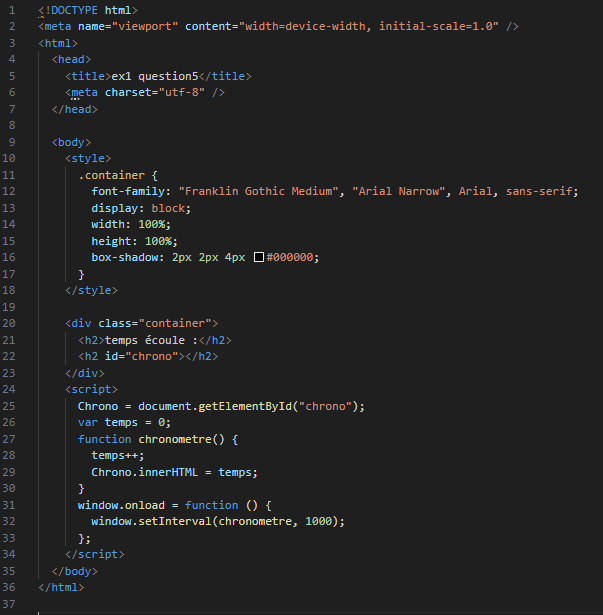 1 <!DOCTYPE html>
2 <meta name="viewport" content="width=device-width, initial-scale=1.0" />
3 <html>
4 <head>
5 <title>ex1 question5</title>
6 <meta charset="utf-8" />
7 </head>
8
9 <body>
10 <style>
11 .container {
12 font-family: "Franklin Gothic Medium", "Arial Narrow", Arial, sans-serif;
13 display: block;
14 width: 100%;
15 height: 100%;
16 box-shadow: 2px 2px 4px #000000;
17 }
18 </style>
19
20 <div class="container">
21 <h2>temps écoule :</h2>
22 <h2 id="chrono"></h2>
23 </div>
24 <script>
25 Chrono = document.getElementById("chrono");
26 var temps = 0;
27 function chronometre() {
28 temps++;
29 Chrono.innerHTML = temps;
30 }
31 window.onload = function () {
32 window.setInterval(chronometre, 1000);
33 };
34 </script>
35 </body>
36 </html>
37